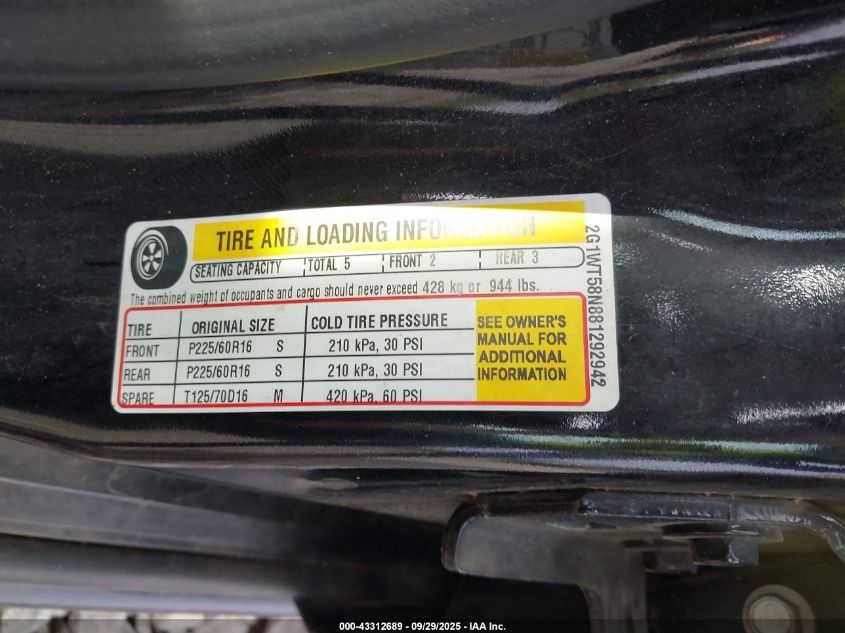 TIRE AND LOADING INFORMATION
SEATING CAPACITY TOTAL 5 FRONT 2 REAR 3
The combined weight of occupants and cargo should never exceed 428 kg or 944 lbs.
TIRE ORIGINAL SIZE COLD TIRE PRESSURE
FRONT P225/60R16 S 210 kPa, 30 PSI
REAR P225/60R16 S 210 kPa, 30 PSI
SPARE T125/70D16 M 420 kPa, 60 PSI
SEE OWNER'S
MANUAL FOR
ADDITIONAL
INFORMATION
2G1WT58N881292942
000-43312689 - 09/29/2025 - IAA Inc.